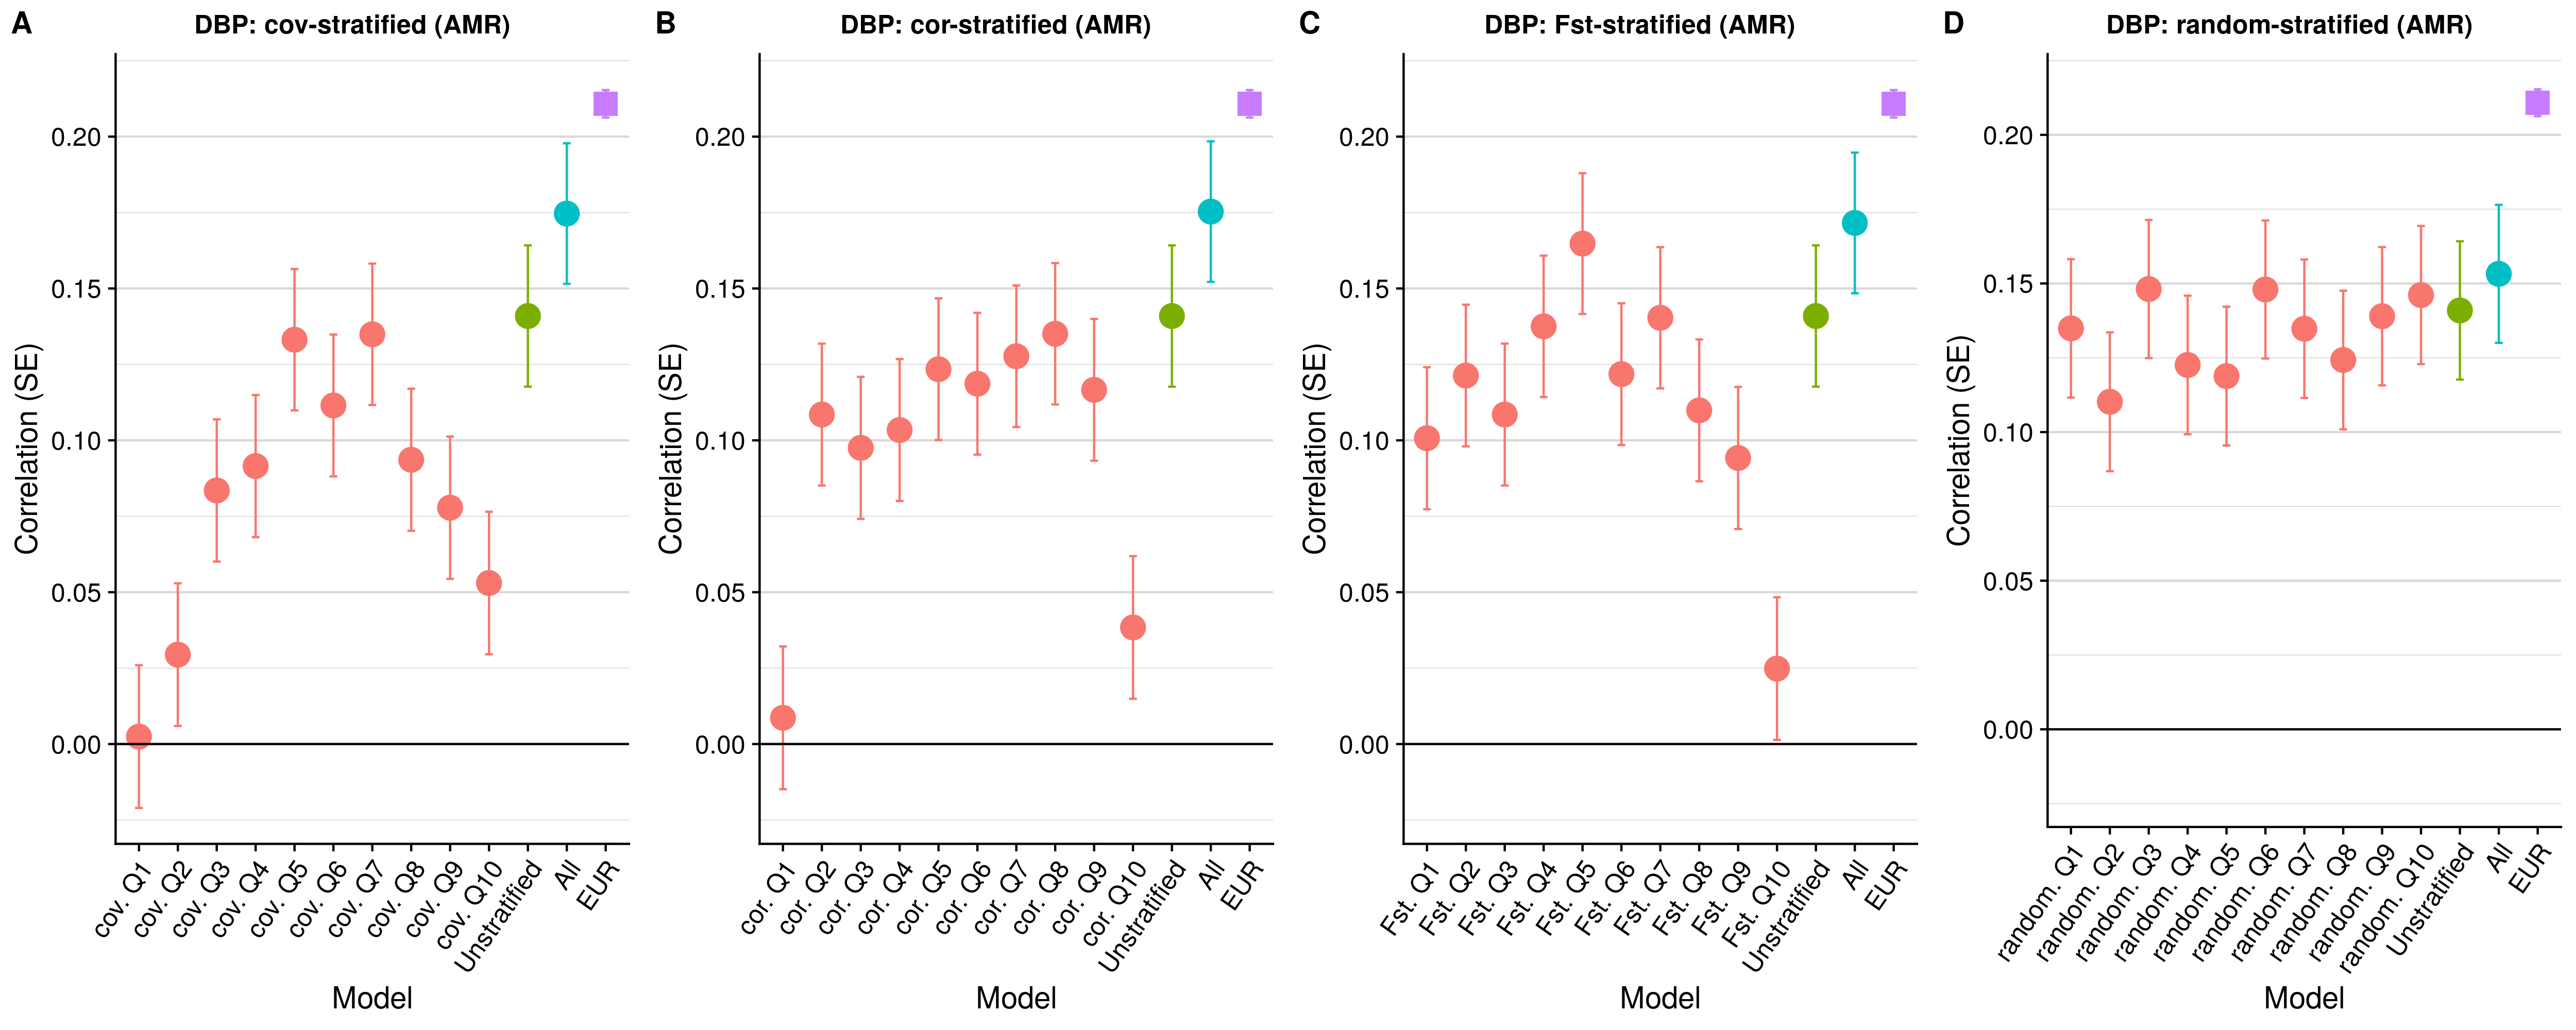 A
DBP: cov-stratified (AMR)
Correlation (SE)
0.20
0.15
0.10
0.05
0.00
cov. Q1
cov. Q2
cov. Q3
cov. Q4
cov. Q5
cov. Q6
cov. Q7
cov. Q8
cov. Q9
cov. Q10
Unstratified
All
EUR
Model
B
DBP: cor-stratified (AMR)
Correlation (SE)
0.20
0.15
0.10
0.05
0.00
cor. Q1
cor. Q2
cor. Q3
cor. Q4
cor. Q5
cor. Q6
cor. Q7
cor. Q8
cor. Q9
cor. Q10
Unstratified
All
EUR
Model
C
DBP: Fst-stratified (AMR)
Correlation (SE)
0.20
0.15
0.10
0.05
0.00
Fst. Q1
Fst. Q2
Fst. Q3
Fst. Q4
Fst. Q5
Fst. Q6
Fst. Q7
Fst. Q8
Fst. Q9
Fst. Q10
Unstratified
All
EUR
Model
D
DBP: random-stratified (AMR)
Correlation (SE)
0.20
0.15
0.10
0.05
0.00
random. Q1
random. Q2
random. Q3
random. Q4
random. Q5
random. Q6
random. Q7
random. Q8
random. Q9
random. Q10
Unstratified
All
EUR
Model